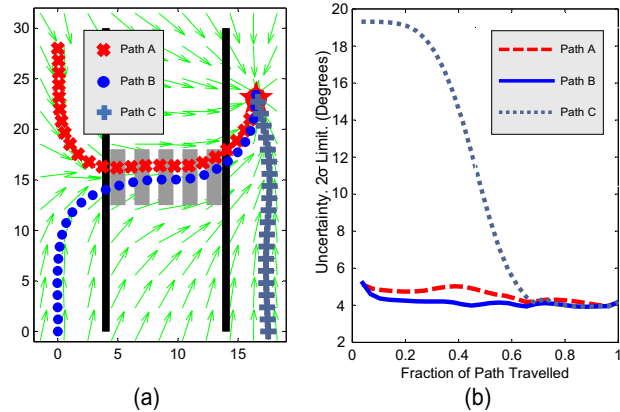 30
25
20
15
10
5
0
0
5
10
15
Path A
Path B
Path C
(a)
20
18
16
14
12
10
8
6
4
2
0
0.2
0.4
0.6
0.8
1
Uncertainty. 2σ Limit. (Degrees)
Fraction of Path Travelled
Path A
Path B
Path C
(b)